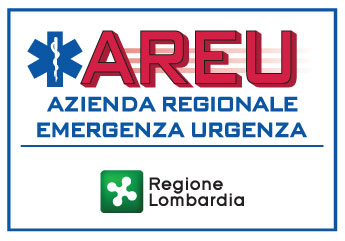 AREU
AZIENDA REGIONALE
EMERGENZA URGENZA
Regione
Lombardia